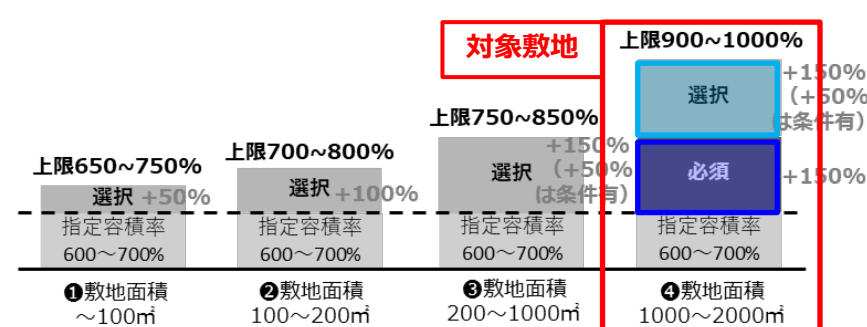 対象敷地
上限650~750%
選択 +50%
指定容積率
600～700%
❶敷地面積
～100㎡
上限700~800%
選択 +100%
指定容積率
600～700%
❷敷地面積
100～200㎡
上限750~850%
選択
+150%
（+50%
は条件有）
指定容積率
600～700%
❸敷地面積
200～1000㎡
上限900~1000%
選択
+150%
（+50%
は条件有）
必須
+150%
指定容積率
600～700%
❹敷地面積
1000～2000㎡